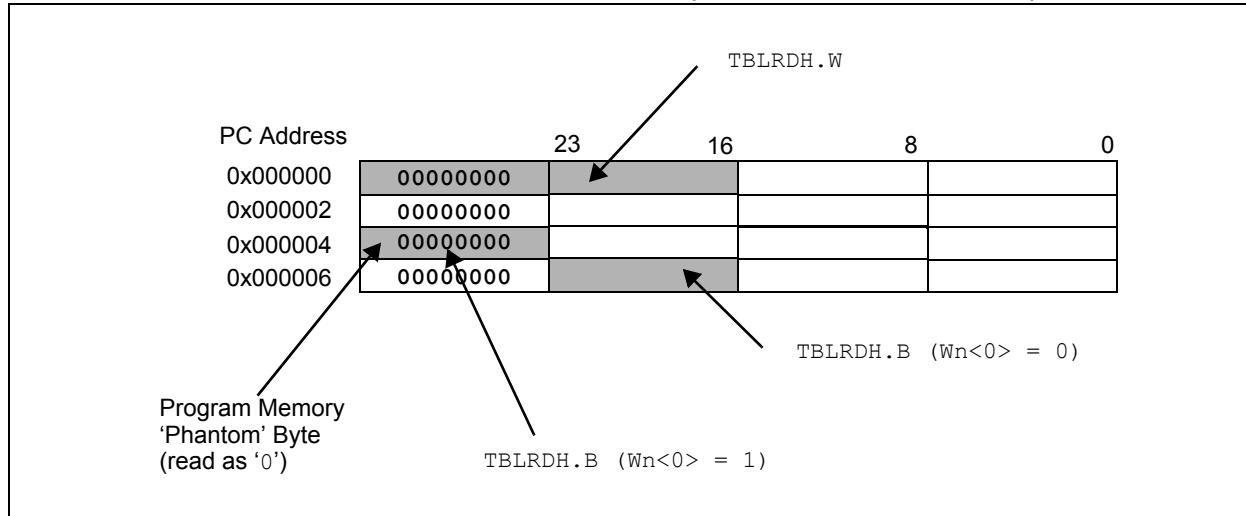 TBLRDH.W
PC Address
23 16 8 0
0x000000 00000000
0x000002 00000000
0x000004 00000000
0x000006 00000000
TBLRDH.B (Wn<0> = 0)
Program Memory
‘Phantom’ Byte
(read as ‘0’)
TBLRDH.B (Wn<0> = 1)